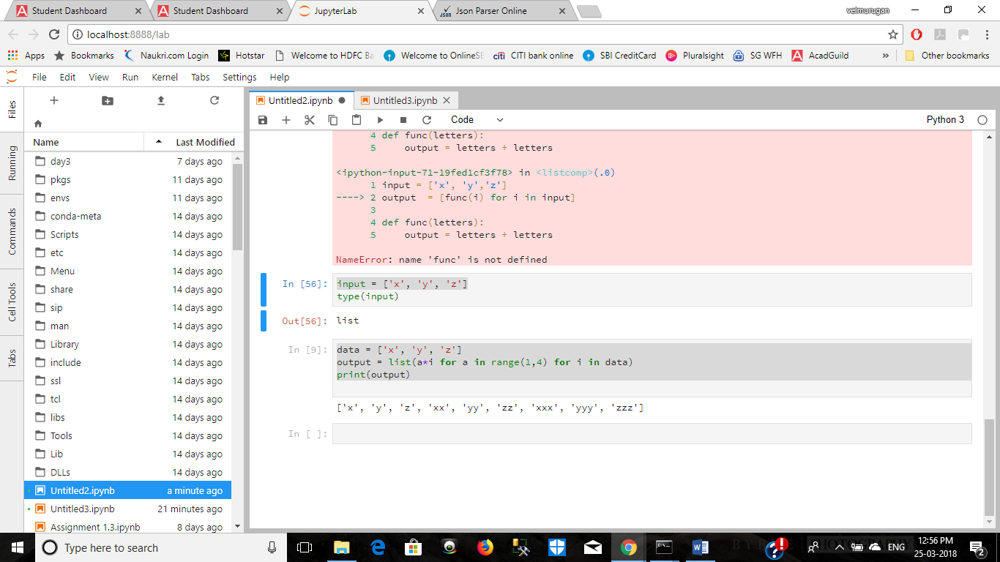 Student Dashboard
Student Dashboard
JupyterLab
Json Parser Online
velmurugan
localhost:8888/lab
Apps
Bookmarks
Naukri.com Login
Hotstar
Welcome to HDFC Ba
Welcome to OnlineSB
citi CITI bank online
SBI CreditCard
Pluralsight
SG WFH
AcadGuild
»
Other bookmarks
File Edit View Run Kernel Tabs Settings Help
Files
Running
Commands
Cell Tools
Tabs
Name Last Modified
day3 7 days ago
pkgs 11 days ago
envs 11 days ago
conda-meta 14 days ago
Scripts 14 days ago
etc 14 days ago
Menu 14 days ago
share 14 days ago
sip 14 days ago
man 14 days ago
Library 14 days ago
include 14 days ago
ssl 14 days ago
tcl 14 days ago
libs 14 days ago
Tools 14 days ago
Lib 14 days ago
DLLs 14 days ago
Untitled2.ipynb a minute ago
Untitled3.ipynb 21 minutes ago
Assignment 1.3.ipynb 8 days ago
Untitled2.ipynb
Untitled3.ipynb
Code
Python 3
4 def func(letters):
5     output = letters + letters
<ipython-input-71-19fed1cf3f78> in <listcomp>(.0)
1 input = ['x', 'y','z']
----> 2 output  = [func(i) for i in input]
3
4 def func(letters):
5     output = letters + letters
NameError: name 'func' is not defined
In [56]: input = ['x', 'y', 'z']
type(input)
Out[56]: list
In [9]: data = ['x', 'y', 'z']
output = list(a*i for a in range(1,4) for i in data)
print(output)
['x', 'y', 'z', 'xx', 'yy', 'zz', 'xxx', 'yyy', 'zzz']
In [ ]:
Type here to search
PHOTOGRAPHY
ENG
12:56 PM
25-03-2018
2